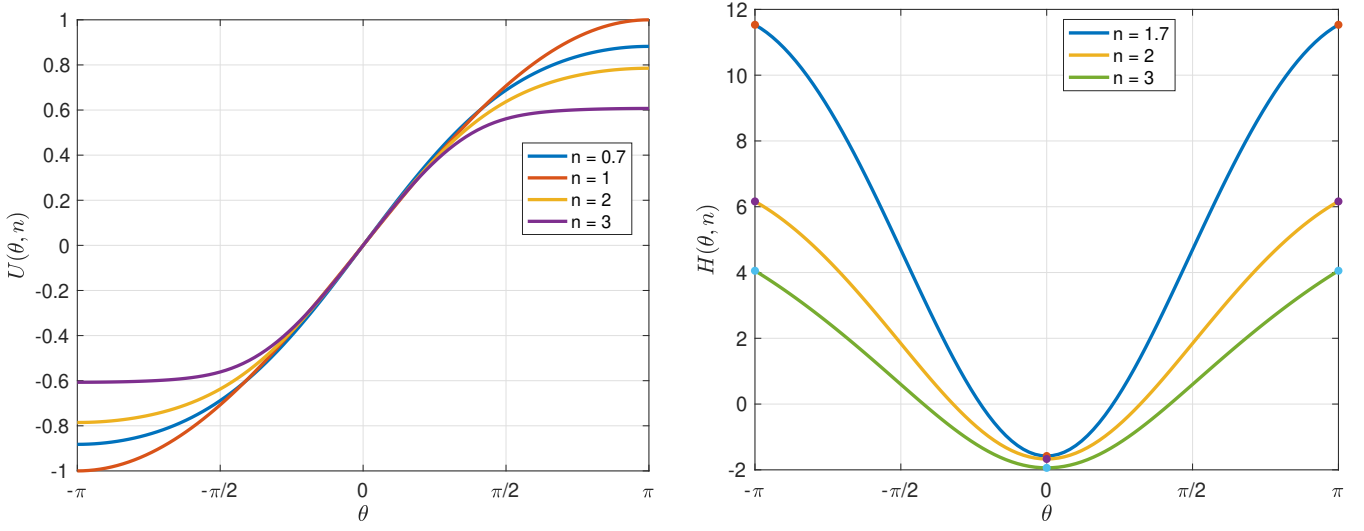 1
0.8
0.6
0.4
0.2
0
-0.2
-0.4
-0.6
-0.8
-1
U(θ, n)
-π
-π/2
0
π/2
π
θ
n = 0.7
n = 1
n = 2
n = 3
12
10
8
6
4
2
0
-2
H(θ, n)
-π
-π/2
0
π/2
π
θ
n = 1.7
n = 2
n = 3